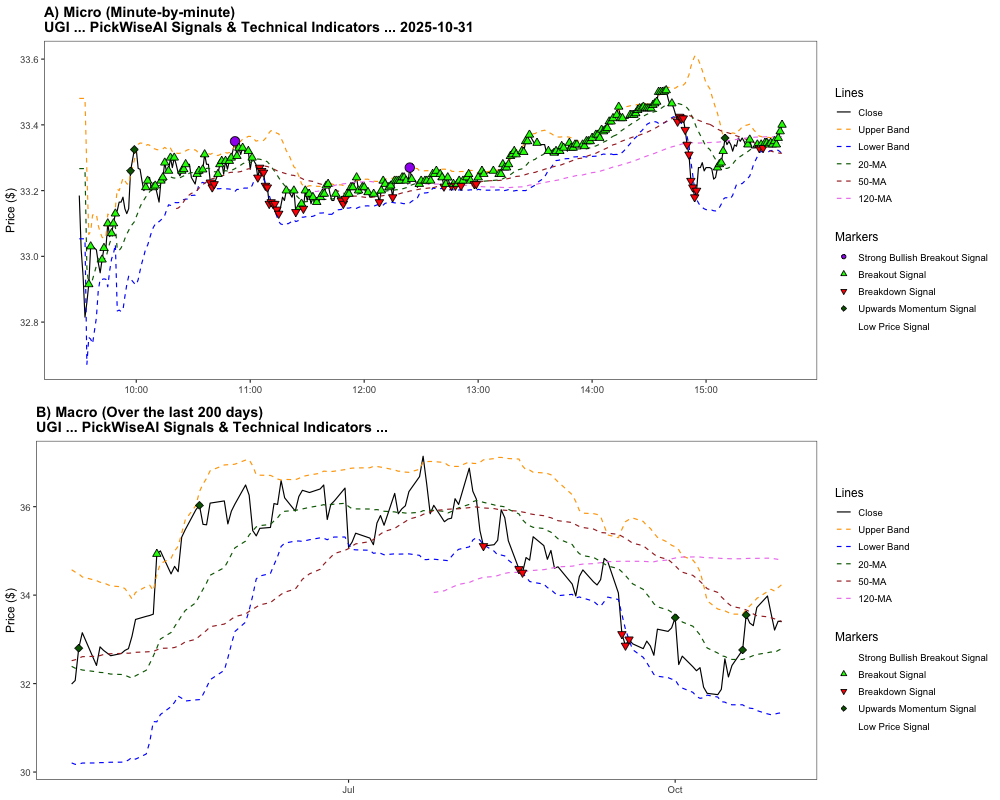 A) Micro (Minute-by-minute)
UGI ... PickWiseAI Signals & Technical Indicators ... 2025-10-31
Price ($)
33.6
33.4
33.2
33.0
32.8
10:00
11:00
12:00
13:00
14:00
15:00
Lines
Close
Upper Band
Lower Band
20-MA
50-MA
120-MA
Markers
Strong Bullish Breakout Signal
Breakout Signal
Breakdown Signal
Upwards Momentum Signal
Low Price Signal
B) Macro (Over the last 200 days)
UGI ... PickWiseAI Signals & Technical Indicators ...
Price ($)
36
34
32
30
Jul
Oct
Lines
Close
Upper Band
Lower Band
20-MA
50-MA
120-MA
Markers
Strong Bullish Breakout Signal
Breakout Signal
Breakdown Signal
Upwards Momentum Signal
Low Price Signal